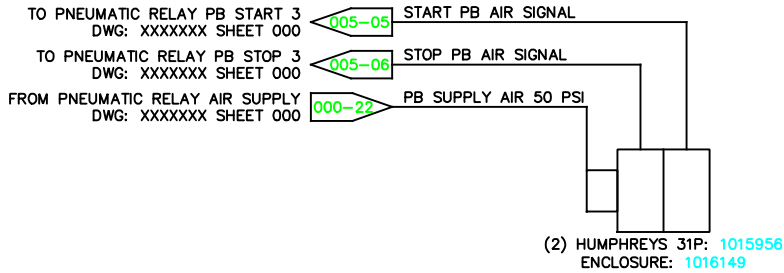 TO PNEUMATIC RELAY PB START 3
DWG: XXXXXXX SHEET 000
005-05
START PB AIR SIGNAL
TO PNEUMATIC RELAY PB STOP 3
DWG: XXXXXXX SHEET 000
005-06
STOP PB AIR SIGNAL
FROM PNEUMATIC RELAY AIR SUPPLY
DWG: XXXXXXX SHEET 000
000-22
PB SUPPLY AIR 50 PSI
(2) HUMPHREYS 31P: 1015956
ENCLOSURE: 1016149